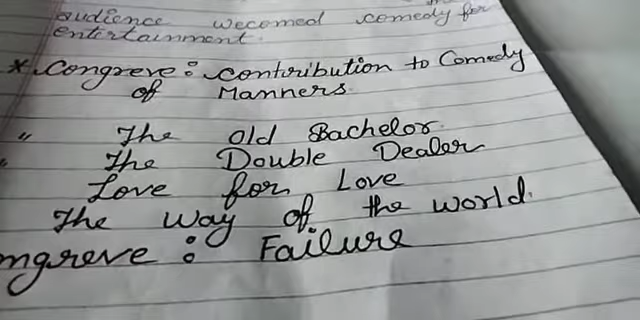 audience wecomed comedy for
entertainment.
* Congreve : contribution to Comedy
of Manners.
" The Old Bachelor.
" The Double Dealer
Love for Love
The Way of the World.
ngreve : Failure